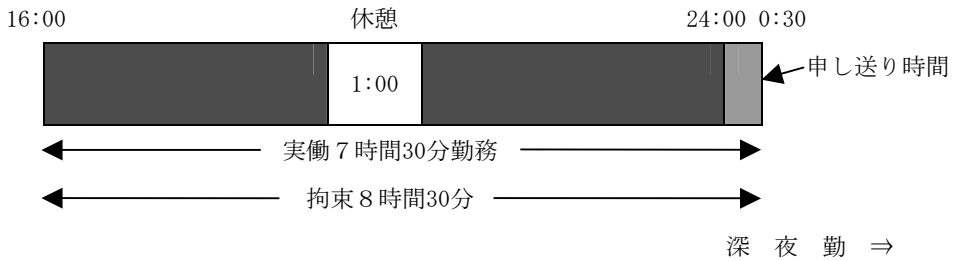 16:00 休憩 24:00 0:30
1:00
申し送り時間
実働７時間30分勤務
拘束８時間30分
深 夜 勤 ⇒